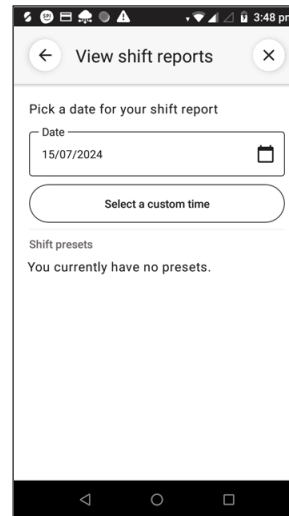 3:48 pr
View shift reports
Pick a date for your shift report
Date
15/07/2024
Select a custom time
Shift presets
You currently have no presets.